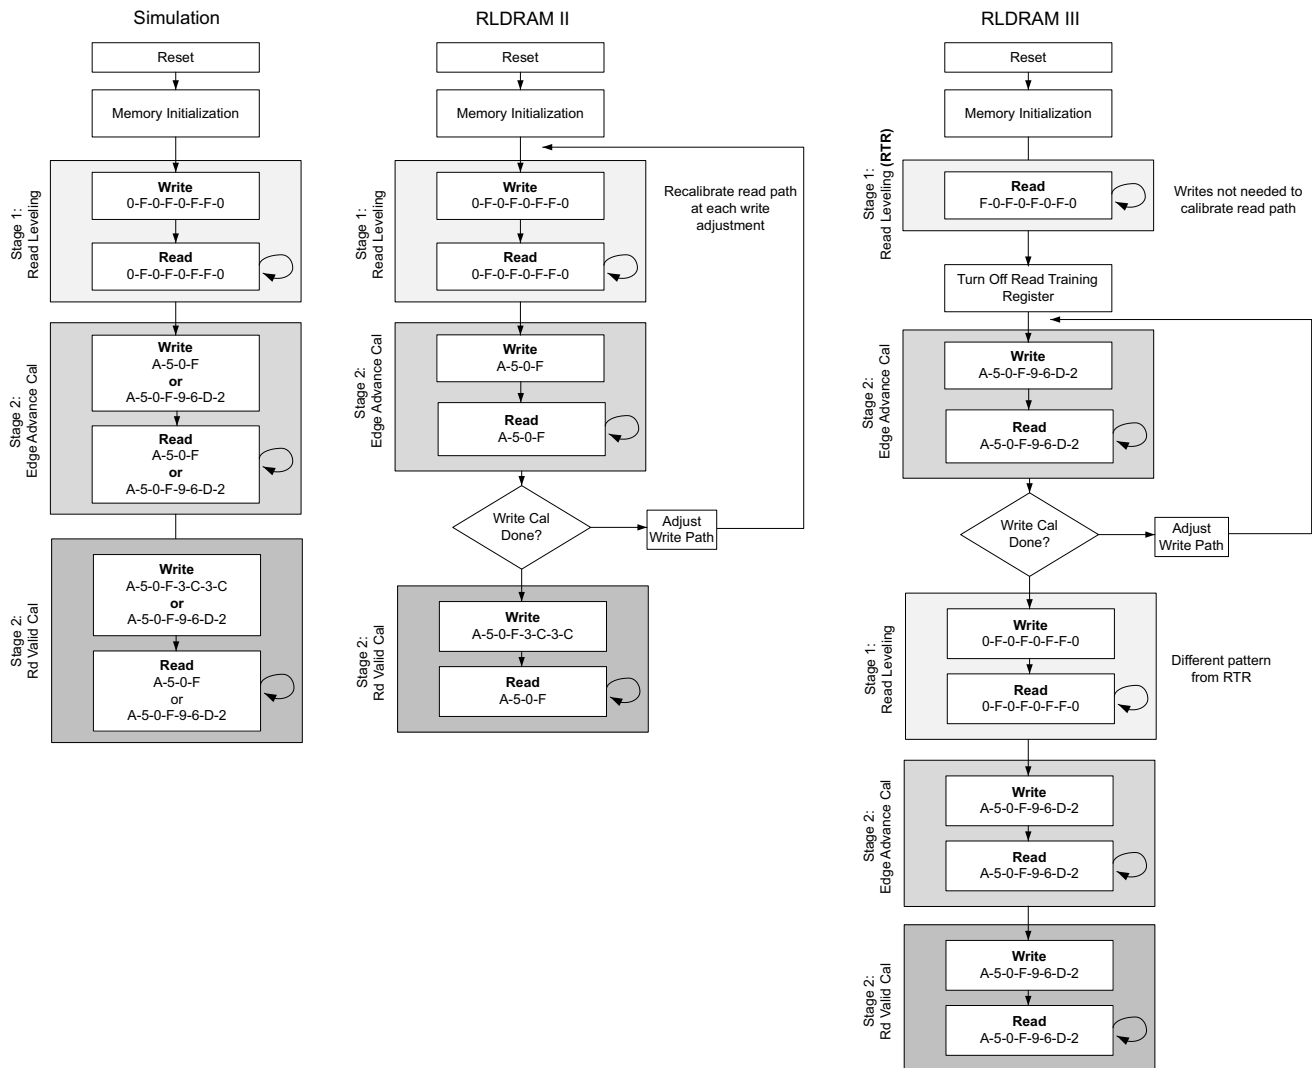 Simulation
Reset
Memory Initialization
Stage 1:
Read Leveling
Write
0-F-0-F-0-F-F-0
Read
0-F-0-F-0-F-F-0
Stage 2:
Edge Advance Cal
Write
A-5-0-F
or
A-5-0-F-9-6-D-2
Read
A-5-0-F
or
A-5-0-F-9-6-D-2
Stage 2:
Rd Valid Cal
Write
A-5-0-F-3-C-3-C
or
A-5-0-F-9-6-D-2
Read
A-5-0-F
or
A-5-0-F-9-6-D-2
RLDRAM II
Reset
Memory Initialization
Stage 1:
Read Leveling
Write
0-F-0-F-0-F-F-0
Read
0-F-0-F-0-F-F-0
Recalibrate read path
at each write
adjustment
Stage 2:
Edge Advance Cal
Write
A-5-0-F
Read
A-5-0-F
Write Cal
Done?
Adjust
Write Path
Stage 2:
Rd Valid Cal
Write
A-5-0-F-3-C-3-C
Read
A-5-0-F
RLDRAM III
Reset
Memory Initialization
Stage 1:
Read Leveling (RTR)
Read
F-0-F-0-F-0-F-0
Writes not needed to
calibrate read path
Turn Off Read Training
Register
Stage 2:
Edge Advance Cal
Write
A-5-0-F-9-6-D-2
Read
A-5-0-F-9-6-D-2
Write Cal
Done?
Adjust
Write Path
Stage 1:
Read Leveling
Write
0-F-0-F-0-F-F-0
Read
0-F-0-F-0-F-F-0
Different pattern
from RTR
Stage 2:
Edge Advance Cal
Write
A-5-0-F-9-6-D-2
Read
A-5-0-F-9-6-D-2
Stage 2:
Rd Valid Cal
Write
A-5-0-F-9-6-D-2
Read
A-5-0-F-9-6-D-2